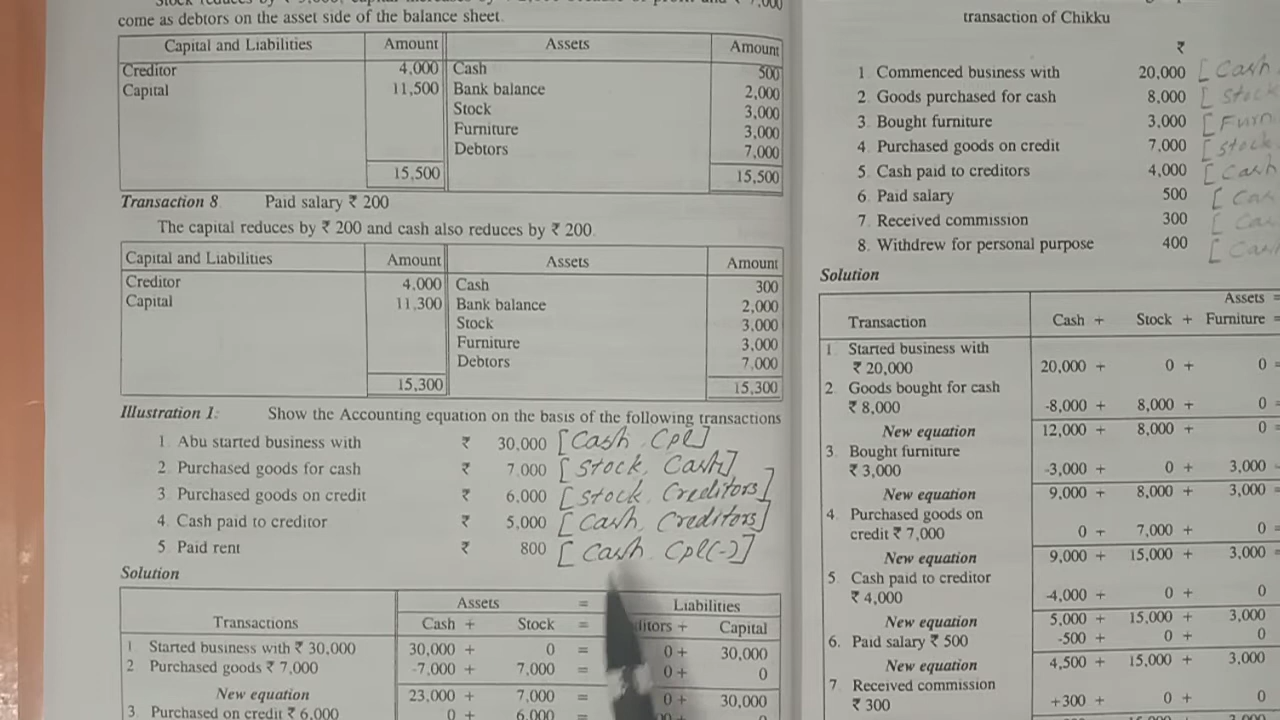 come as debtors on the asset side of the balance sheet.
Capital and Liabilities Amount Assets Amount
Creditor 4,000 Cash 500
Capital 11,500 Bank balance 2,000
Stock 3,000
Furniture 3,000
Debtors 7,000
15,500 15,500
Transaction 8 Paid salary ₹ 200
The capital reduces by ₹ 200 and cash also reduces by ₹ 200.
Capital and Liabilities Amount Assets Amount
Creditor 4,000 Cash 300
Capital 11,300 Bank balance 2,000
Stock 3,000
Furniture 3,000
Debtors 7,000
15,300 15,300
Illustration 1: Show the Accounting equation on the basis of the following transactions
1. Abu started business with ₹ 30,000 [Cash, Cpl]
2. Purchased goods for cash ₹ 7,000 [Stock, Cash]
3. Purchased goods on credit ₹ 6,000 [Stock, Creditors]
4. Cash paid to creditor ₹ 5,000 [Cash, Creditors]
5. Paid rent ₹ 800 [Cash, Cpl(-)]
Solution
Transactions Assets = Liabilities
Cash + Stock = ditors + Capital
1 Started business with ₹ 30,000 30,000 + 0 = 0 + 30,000
2 Purchased goods ₹ 7,000 -7,000 + 7,000 = 0 + 0
New equation 23,000 + 7,000 = 0 + 30,000
3 Purchased on credit ₹ 6,000 0 + 6,000
transaction of Chikku
₹
1. Commenced business with 20,000 [Cash
2. Goods purchased for cash 8,000 [Stock
3. Bought furniture 3,000 [Furn
4. Purchased goods on credit 7,000 [Stock
5. Cash paid to creditors 4,000 [Cash
6. Paid salary 500 [Cas
7. Received commission 300 [Ca
8. Withdrew for personal purpose 400 [Cas
Solution
Assets =
Transaction Cash + Stock + Furniture =
1. Started business with
₹ 20,000 20,000 + 0 + 0 =
2. Goods bought for cash
₹ 8,000 -8,000 + 8,000 + 0 =
New equation 12,000 + 8,000 + 0 =
3. Bought furniture
₹ 3,000 -3,000 + 0 + 3,000 =
New equation 9,000 + 8,000 + 3,000 =
4. Purchased goods on
credit ₹ 7,000 0 + 7,000 + 0 =
New equation 9,000 + 15,000 + 3,000 =
5. Cash paid to creditor
₹ 4,000 -4,000 + 0 + 0
New equation 5,000 + 15,000 + 3,000
6. Paid salary ₹ 500 -500 + 0 + 0
New equation 4,500 + 15,000 + 3,000
7. Received commission
₹ 300 +300 + 0 + 0